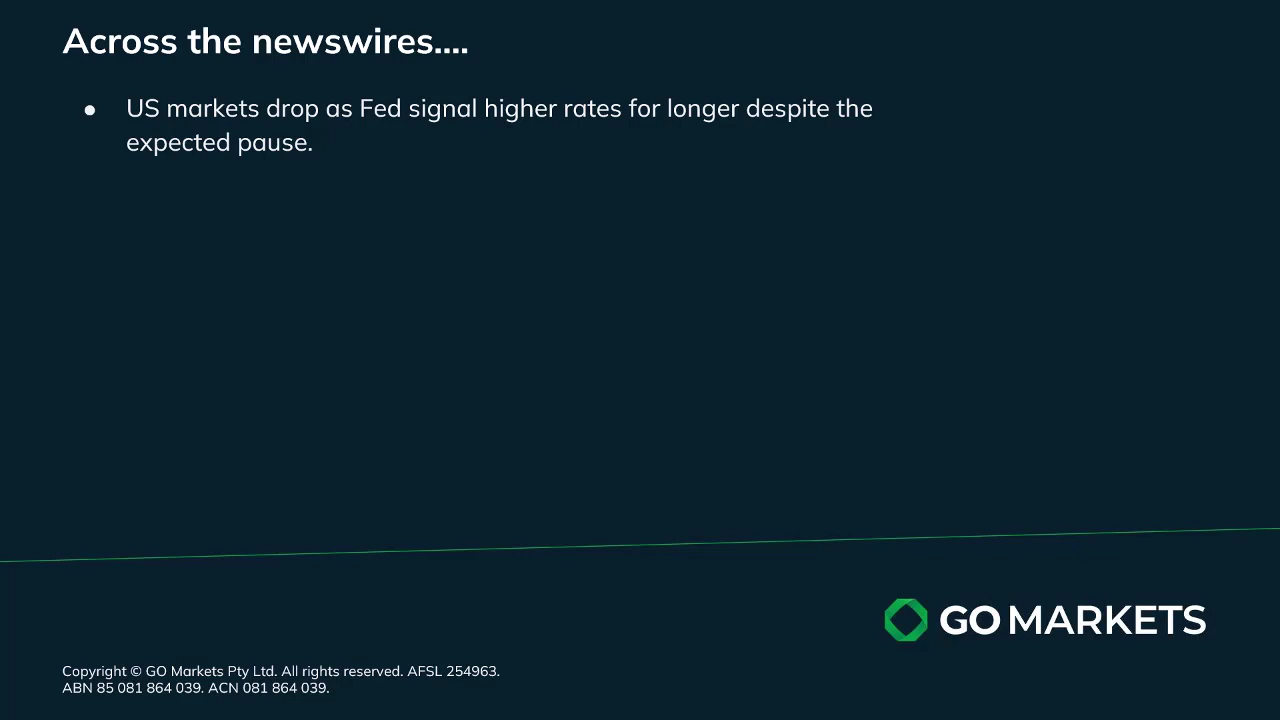 Across the newswires....
● US markets drop as Fed signal higher rates for longer despite the
expected pause.
GO MARKETS
Copyright © GO Markets Pty Ltd. All rights reserved. AFSL 254963.
ABN 85 081 864 039. ACN 081 864 039.